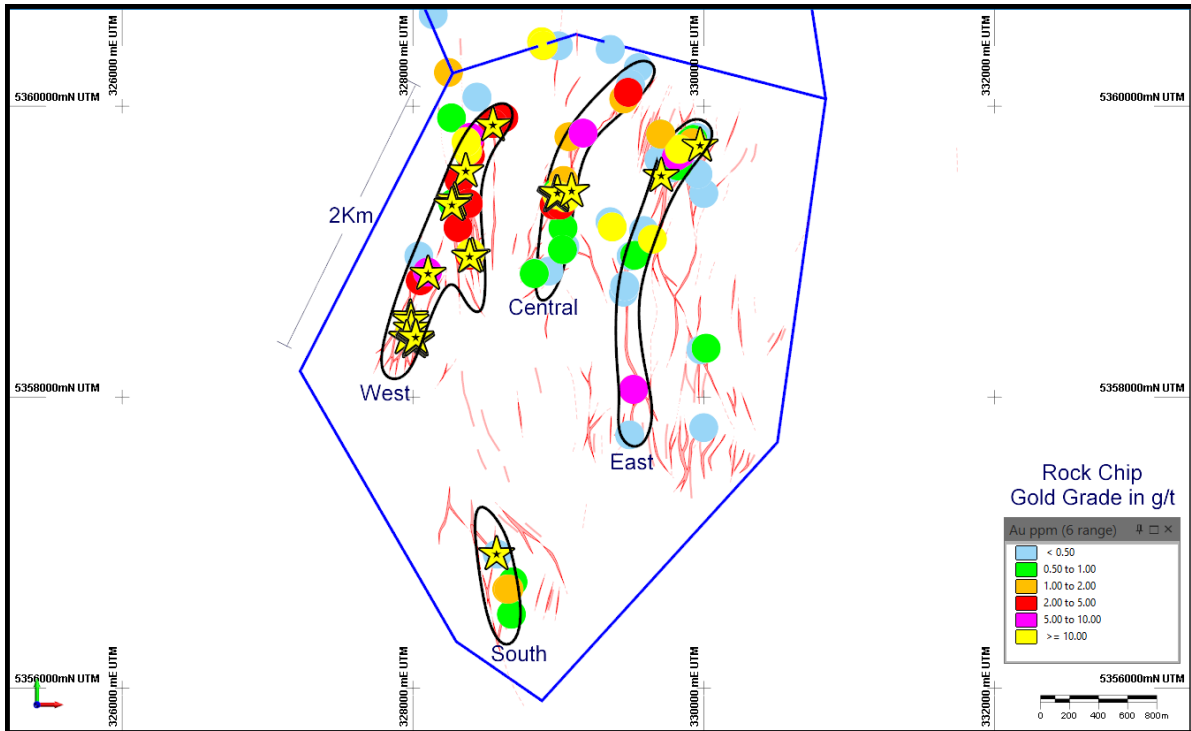 326000 mE UTM
328000 mE UTM
330000 mE UTM
332000 mE UTM
5360000mN UTM
5360000mN UTM
2Km
Central
5358000mN UTM
5358000mN UTM
West
East
Rock Chip
Gold Grade in g/t
Au ppm (6 range)
< 0.50
0.50 to 1.00
1.00 to 2.00
2.00 to 5.00
5.00 to 10.00
>= 10.00
South
5356000mN UTM
5356000mN UTM
326000 mE UTM
328000 mE UTM
330000 mE UTM
332000 mE UTM
0 200 400 600 800m